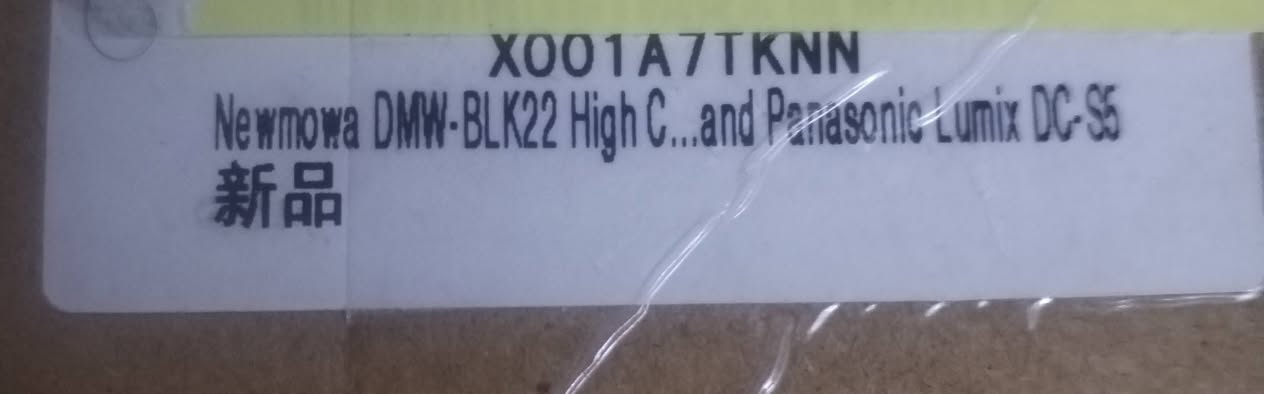 X001A7TKNN
Newmowa DMW-BLK22 High C...and Panasonic Lumix DC-S5
新品